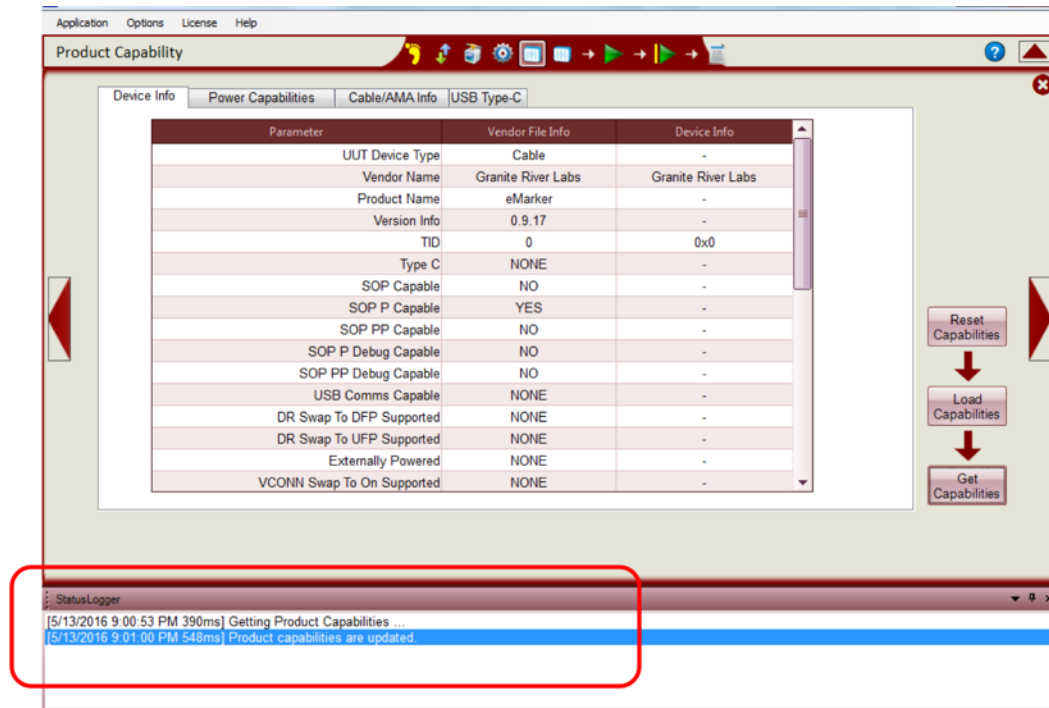 Application Options License Help
Product Capability
Device Info Power Capabilities Cable/AMA Info USB Type-C
Parameter Vendor File Info Device Info
UUT Device Type Cable -
Vendor Name Granite River Labs Granite River Labs
Product Name eMarker -
Version Info 0.9.17 -
TID 0 0x0
Type C NONE -
SOP Capable NO -
SOP P Capable YES -
SOP PP Capable NO -
SOP P Debug Capable NO -
SOP PP Debug Capable NO -
USB Comms Capable NONE -
DR Swap To DFP Supported NONE -
DR Swap To UFP Supported NONE -
Externally Powered NONE -
VCONN Swap To On Supported NONE -
Reset
Capabilities
Load
Capabilities
Get
Capabilities
StatusLogger
[5/13/2016 9:00:53 PM 390ms] Getting Product Capabilities ...
[5/13/2016 9:01:00 PM 548ms] Product capabilities are updated.